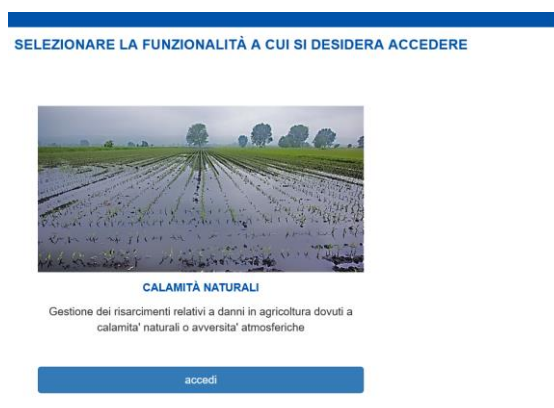 SELEZIONARE LA FUNZIONALITÀ A CUI SI DESIDERA ACCEDERE
CALAMITÀ NATURALI
Gestione dei risarcimenti relativi a danni in agricoltura dovuti a
calamita' naturali o avversita' atmosferiche
accedi